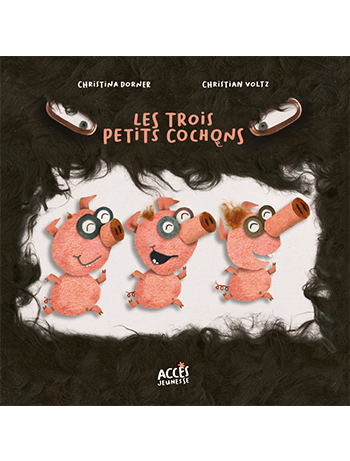 CHRISTINA DORNER CHRISTIAN VOLTZ
LES TROIS
PETITS COCHONS
ACCÈS
JEUNESSE